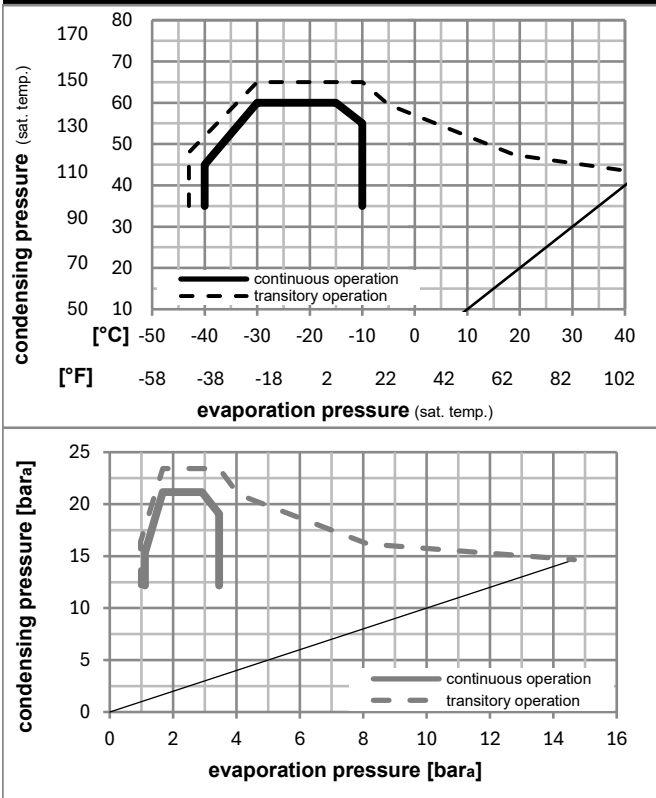 condensing pressure (sat. temp.)
170 80
70
150 60
130 50
110 40
90 30
70 20
50 10
continuous operation
transitory operation
[°C] -50 -40 -30 -20 -10 0 10 20 30 40
[°F] -58 -38 -18 2 22 42 62 82 102
evaporation pressure (sat. temp.)
condensing pressure [bara]
25
20
15
10
5
0
continuous operation
transitory operation
0 2 4 6 8 10 12 14 16
evaporation pressure [bara]